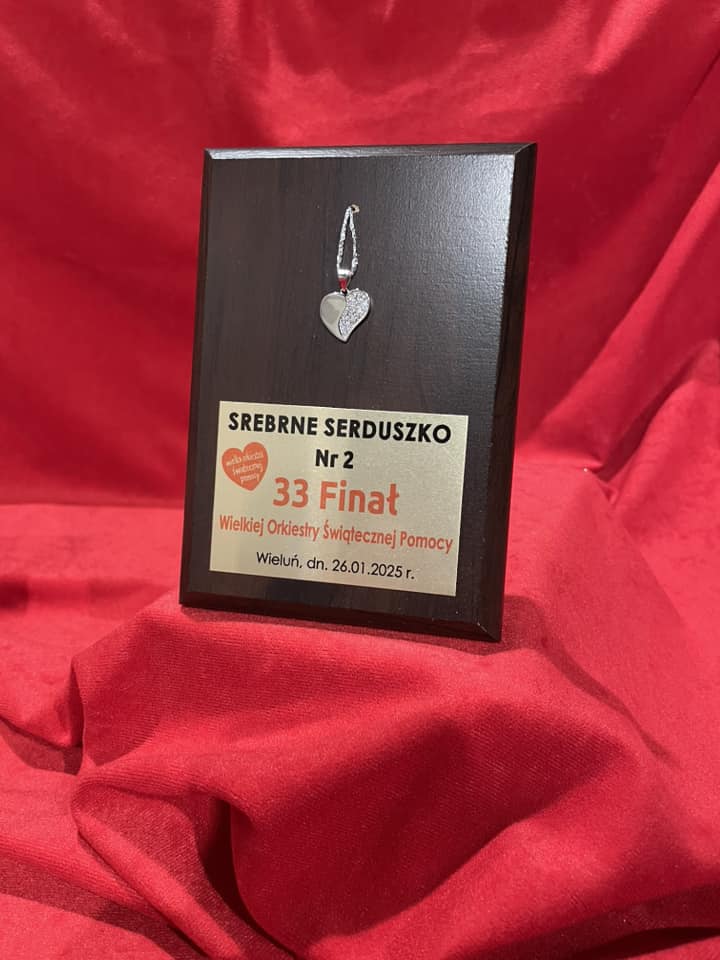 SREBRNE SERDUSZKO
Nr 2
wielka orkiestra
świątecznej
pomocy
33 Finał
Wielkiej Orkiestry Świątecznej Pomocy
Wieluń, dn. 26.01.2025 r.